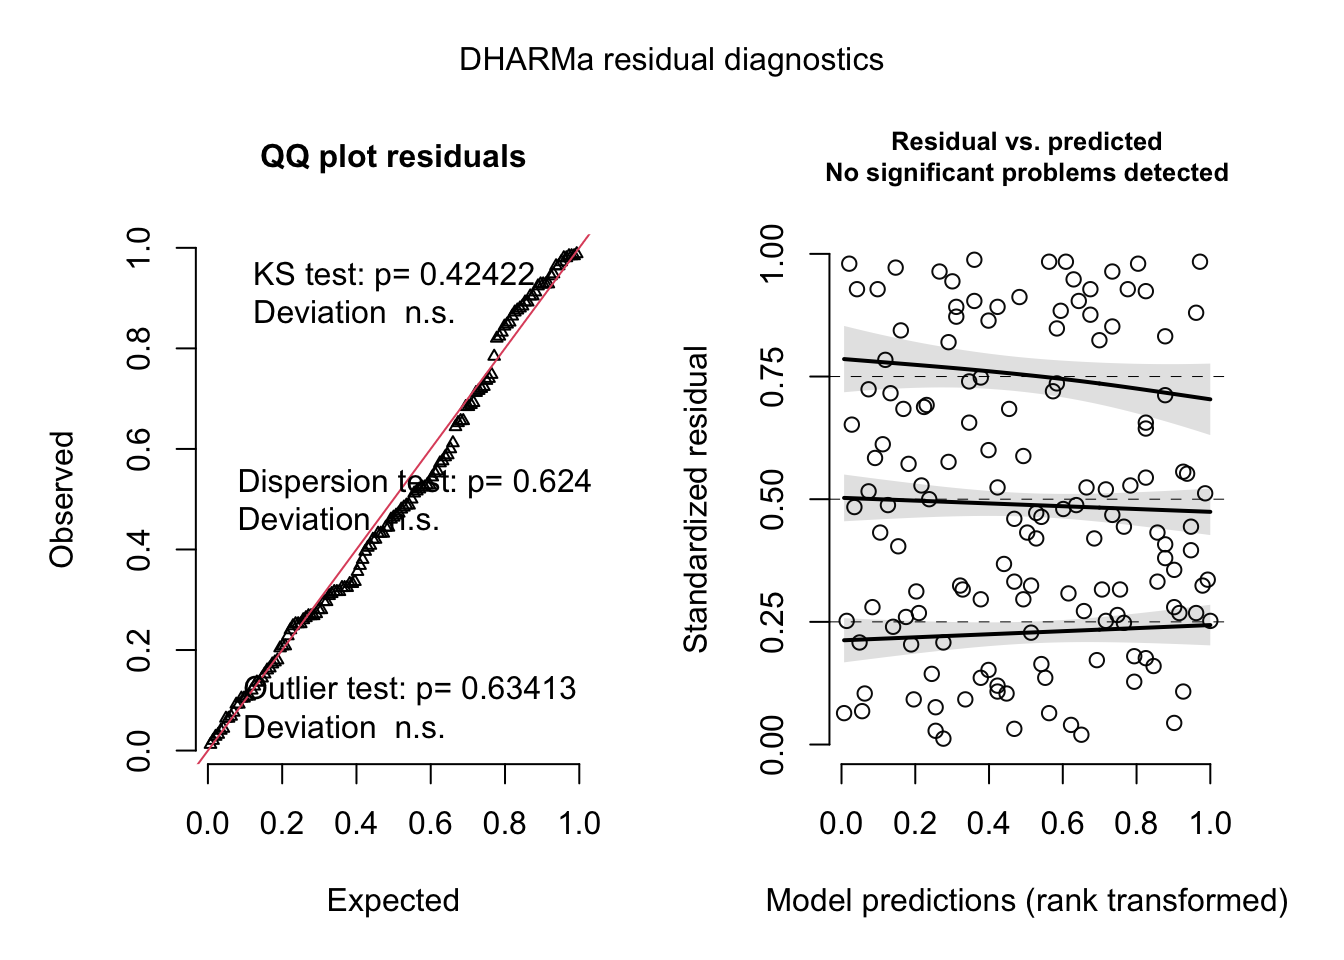 DHARMa residual diagnostics
QQ plot residuals
KS test: p= 0.42422
Deviation  n.s.
Dispersion test: p= 0.624
Deviation  n.s.
Outlier test: p= 0.63413
Deviation  n.s.
Observed
0.0 0.2 0.4 0.6 0.8 1.0
0.0 0.2 0.4 0.6 0.8 1.0
Expected
Residual vs. predicted
No significant problems detected
Standardized residual
0.00 0.25 0.50 0.75 1.00
0.0 0.2 0.4 0.6 0.8 1.0
Model predictions (rank transformed)